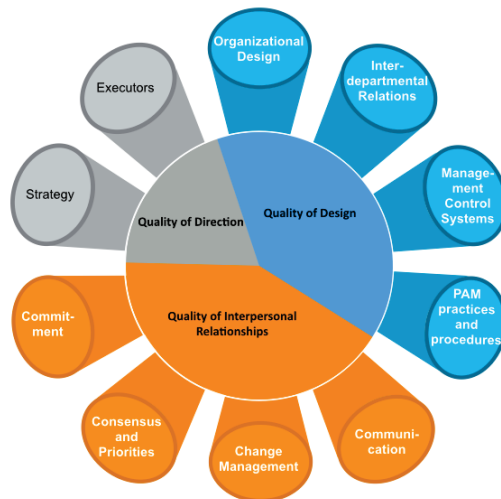 Organizational
Design
Inter-
departmental
Relations
Manage-
ment
Control
Systems
PAM
practices
and
procedures
Communi-
cation
Change
Management
Consensus
and
Priorities
Commit-
ment
Strategy
Executors
Quality of Direction
Quality of Design
Quality of Interpersonal
Relationships